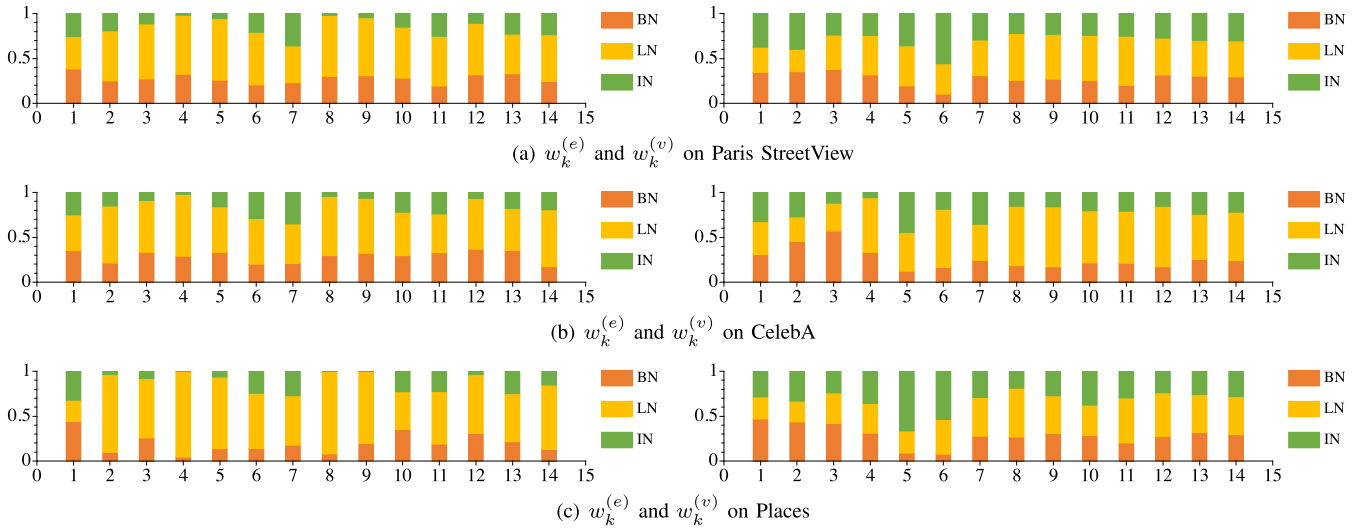 1
0.5
0
0 1 2 3 4 5 6 7 8 9 10 11 12 13 14 15
BN
LN
IN
1
0.5
0
0 1 2 3 4 5 6 7 8 9 10 11 12 13 14 15
BN
LN
IN
(a) w_k^{(e)} and w_k^{(v)} on Paris StreetView
1
0.5
0
0 1 2 3 4 5 6 7 8 9 10 11 12 13 14 15
BN
LN
IN
1
0.5
0
0 1 2 3 4 5 6 7 8 9 10 11 12 13 14 15
BN
LN
IN
(b) w_k^{(e)} and w_k^{(v)} on CelebA
1
0.5
0
0 1 2 3 4 5 6 7 8 9 10 11 12 13 14 15
BN
LN
IN
1
0.5
0
0 1 2 3 4 5 6 7 8 9 10 11 12 13 14 15
BN
LN
IN
(c) w_k^{(e)} and w_k^{(v)} on Places